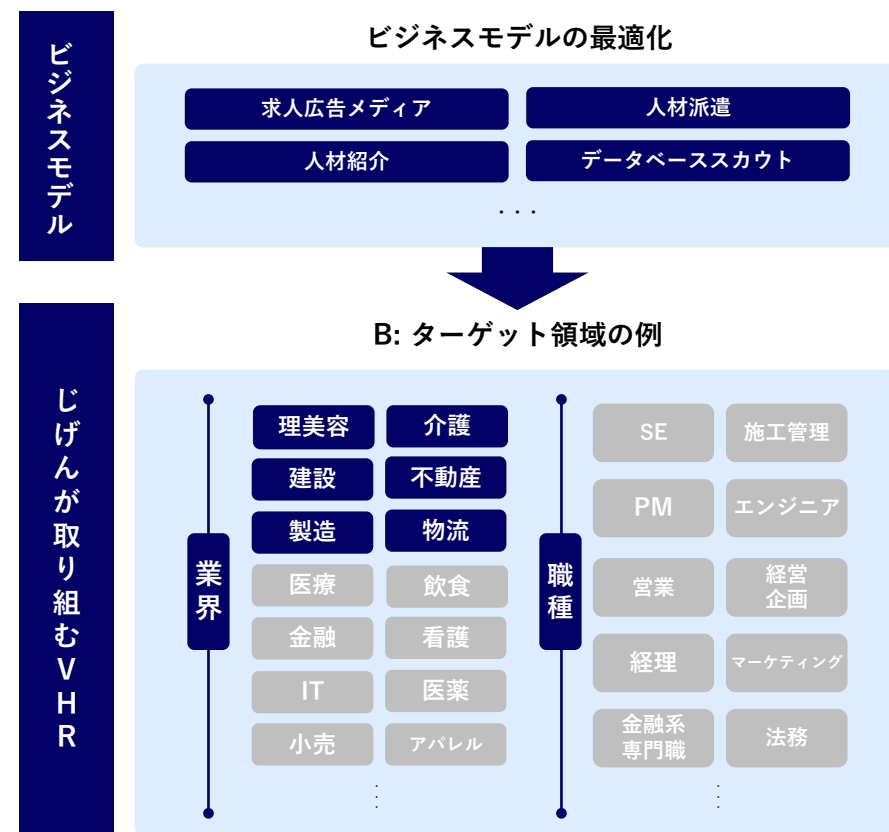 ビジネスモデル
ビジネスモデルの最適化
求人広告メディア
人材派遣
人材紹介
データベーススカウト
・・・
じげんが取り組むVHR
B: ターゲット領域の例
業界
理美容
介護
建設
不動産
製造
物流
医療
飲食
金融
看護
IT
医薬
小売
アパレル
職種
SE
施工管理
PM
エンジニア
営業
経営
企画
経理
マーケティング
金融系
専門職
法務